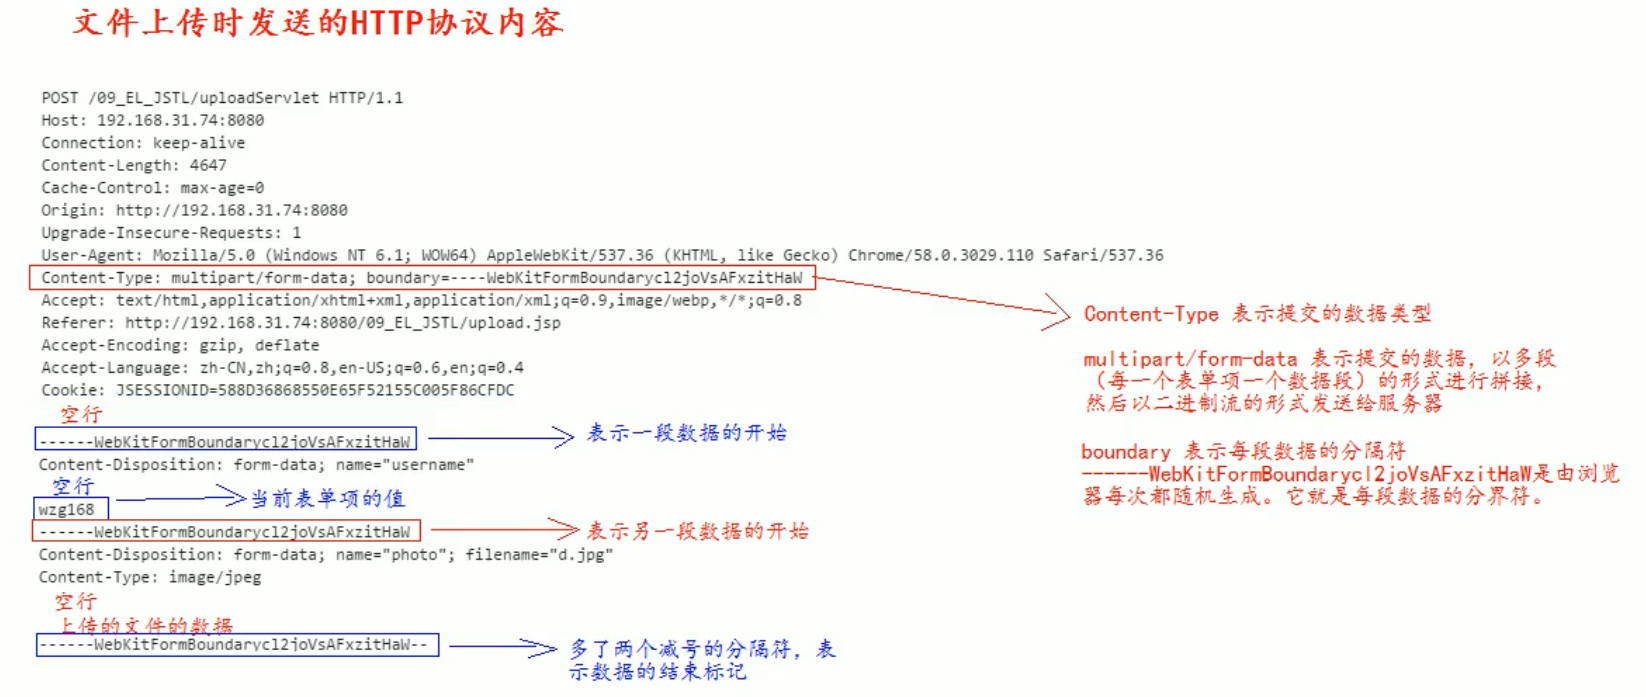 文件上传时发送的HTTP协议内容
POST /09_EL_JSTL/uploadServlet HTTP/1.1
Host: 192.168.31.74:8080
Connection: keep-alive
Content-Length: 4647
Cache-Control: max-age=0
Origin: http://192.168.31.74:8080
Upgrade-Insecure-Requests: 1
User-Agent: Mozilla/5.0 (Windows NT 6.1; WOW64) AppleWebKit/537.36 (KHTML, like Gecko) Chrome/58.0.3029.110 Safari/537.36
Content-Type: multipart/form-data; boundary=----WebKitFormBoundarycl2joVsAFxzitHaW
Accept: text/html,application/xhtml+xml,application/xml;q=0.9,image/webp,*/*;q=0.8
Referer: http://192.168.31.74:8080/09_EL_JSTL/upload.jsp
Accept-Encoding: gzip, deflate
Accept-Language: zh-CN,zh;q=0.8,en-US;q=0.6,en;q=0.4
Cookie: JSESSIONID=588D36868550E65F52155C005F86CFDC
空行
------WebKitFormBoundarycl2joVsAFxzitHaW
表示一段数据的开始
Content-Disposition: form-data; name="username"
空行
当前表单项的值
wzg168
------WebKitFormBoundarycl2joVsAFxzitHaW
表示另一段数据的开始
Content-Disposition: form-data; name="photo"; filename="d.jpg"
Content-Type: image/jpeg
空行
上传的文件的数据
------WebKitFormBoundarycl2joVsAFxzitHaW--
多了两个减号的分隔符，表
示数据的结束标记
Content-Type 表示提交的数据类型
multipart/form-data 表示提交的数据，以多段
（每一个表单项一个数据段）的形式进行拼接，
然后以二进制流的形式发送给服务器
boundary 表示每段数据的分隔符
------WebKitFormBoundarycl2joVsAFxzitHaW是由浏览
器每次都随机生成。它就是每段数据的分界符。